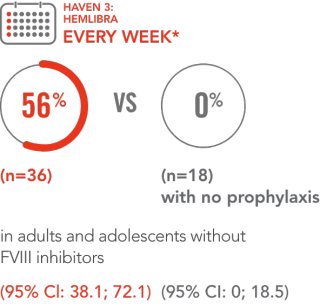 HAVEN 3:
HEMLIBRA
EVERY WEEK*
56% VS 0%
(n=36) (n=18)
with no prophylaxis
in adults and adolescents without
FVIII inhibitors
(95% CI: 38.1; 72.1) (95% CI: 0; 18.5)